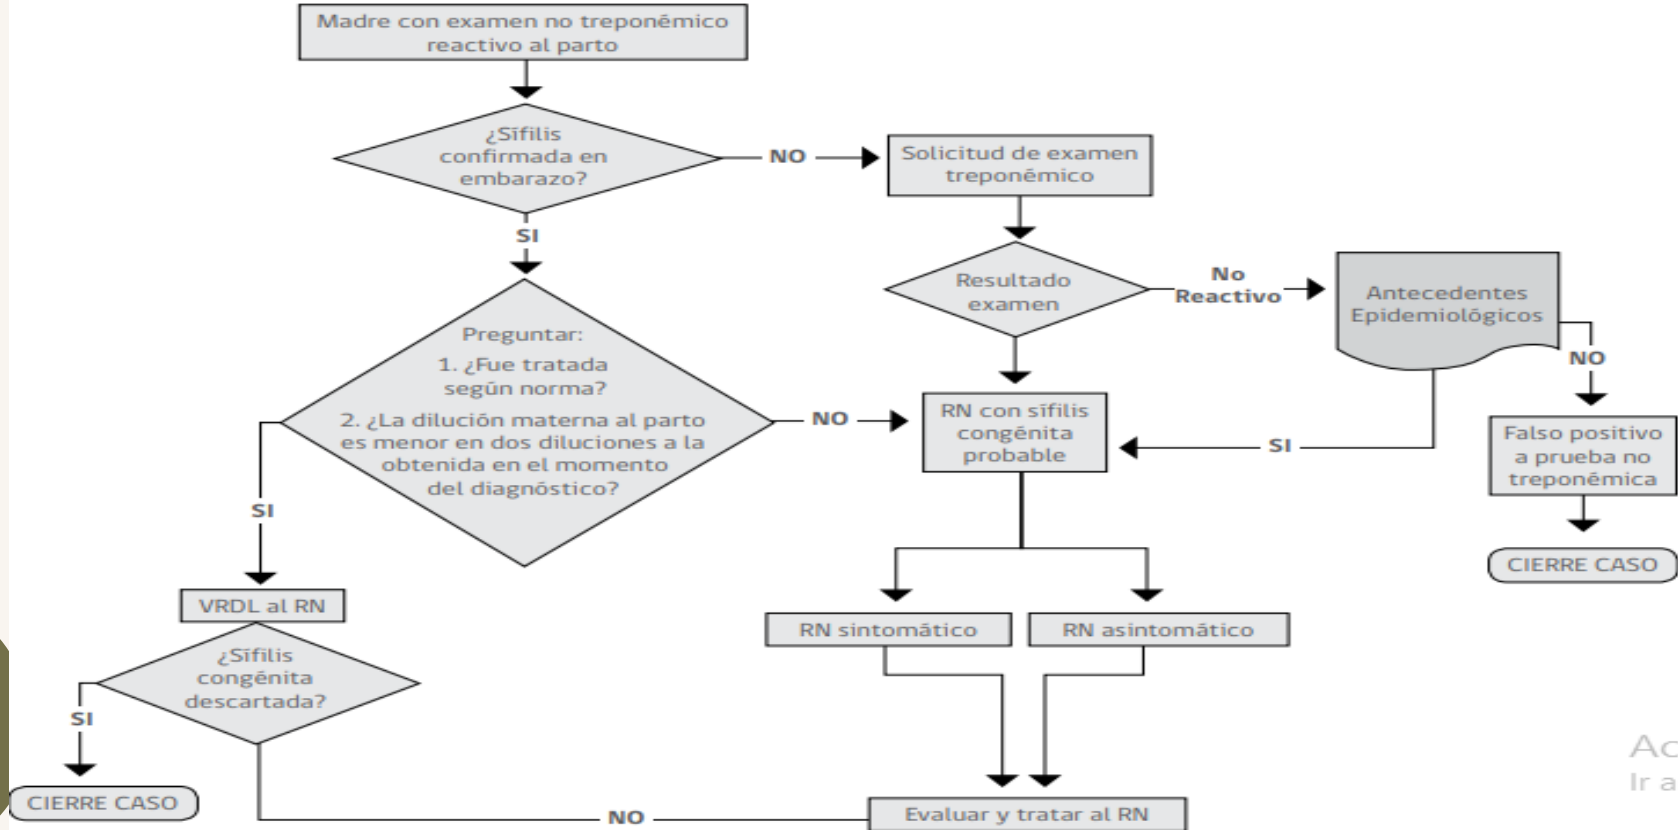 Madre con examen no treponémico
reactivo al parto
¿Sífilis
confirmada en
embarazo?
NO
Solicitud de examen
treponémico
SI
Resultado
examen
No
Reactivo
Antecedentes
Epidemiológicos
NO
Preguntar:
1. ¿Fue tratada
según norma?
2. ¿La dilución materna al parto
es menor en dos diluciones a la
obtenida en el momento
del diagnóstico?
NO
RN con sífilis
congénita
probable
SI
Falso positivo
a prueba no
treponémica
CIERRE CASO
SI
VRDL al RN
RN sintomático
RN asintomático
¿Sífilis
congénita
descartada?
SI
CIERRE CASO
NO
Evaluar y tratar al RN
Ac
Ir a